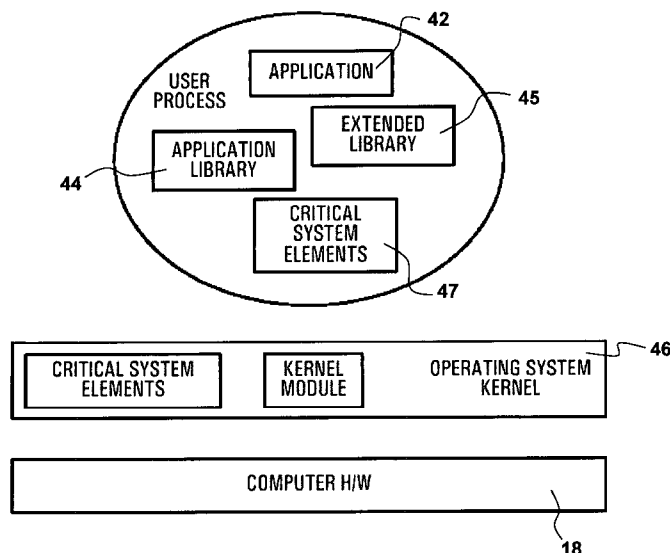 42
APPLICATION
USER
PROCESS
45
EXTENDED
LIBRARY
APPLICATION
LIBRARY
44
CRITICAL
SYSTEM
ELEMENTS
47
46
CRITICAL SYSTEM
ELEMENTS
KERNEL
MODULE
OPERATING SYSTEM
KERNEL
COMPUTER H/W
18